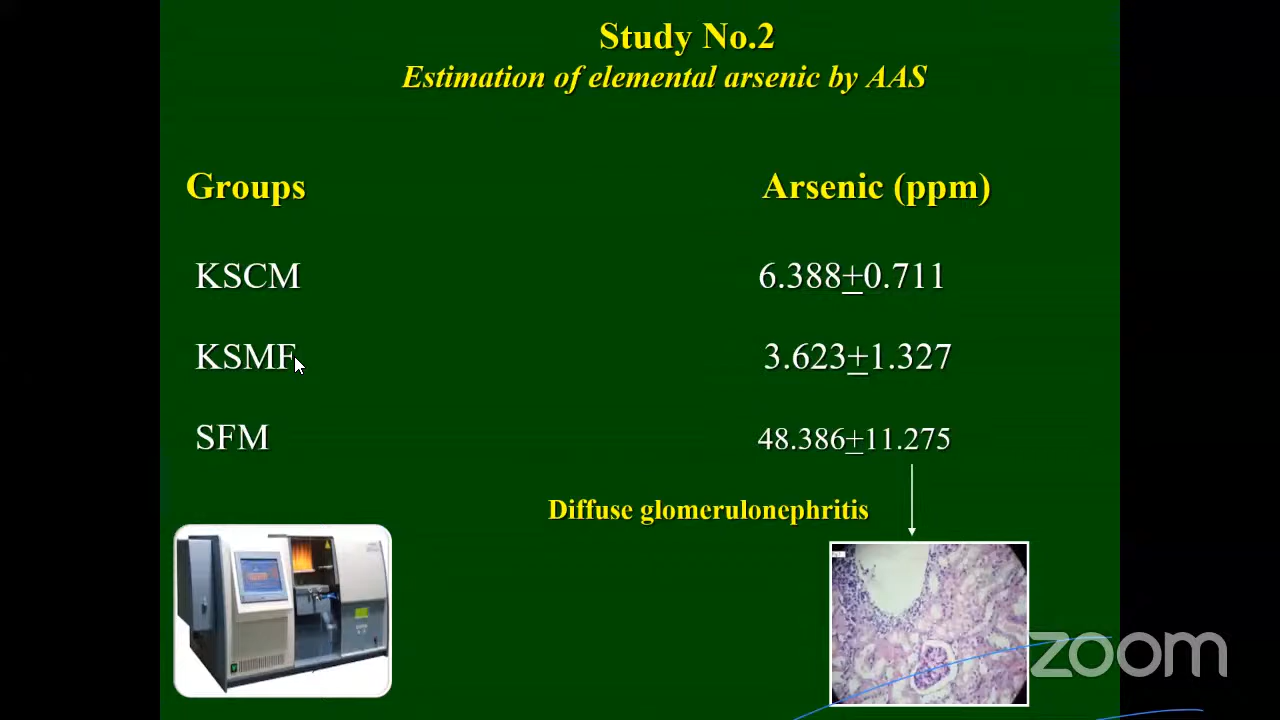 Study No.2
Estimation of elemental arsenic by AAS
Groups Arsenic (ppm)
KSCM 6.388+0.711
KSMF 3.623+1.327
SFM 48.386+11.275
Diffuse glomerulonephritis
zoom